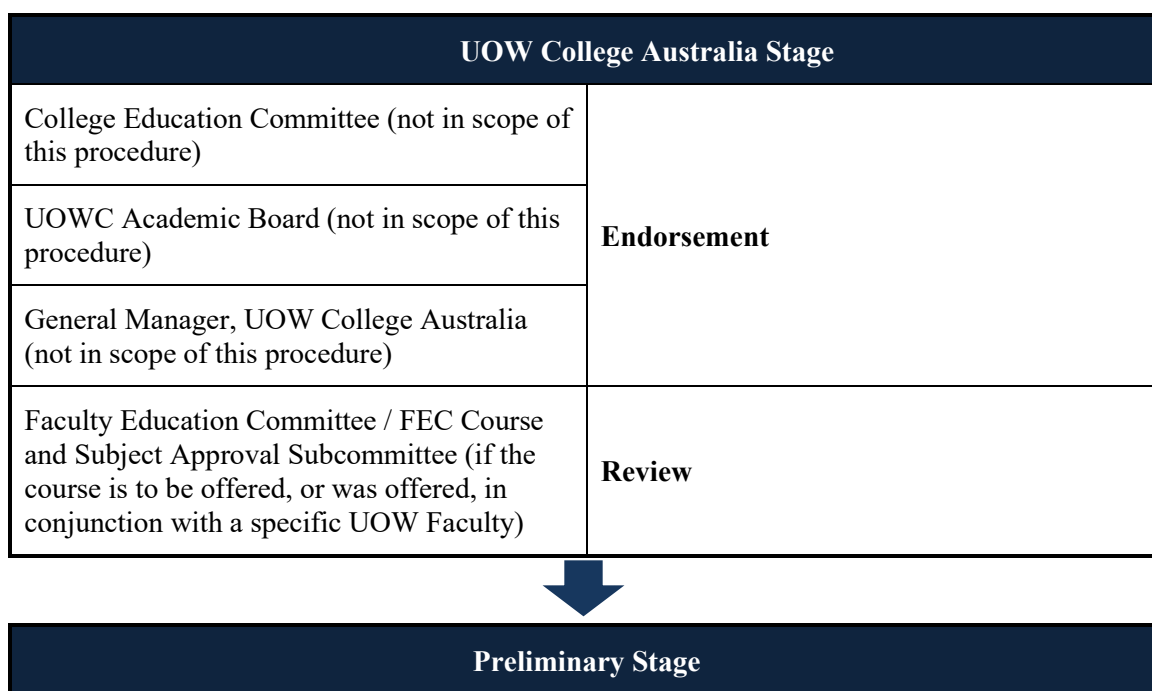 UOW College Australia Stage
College Education Committee (not in scope of
this procedure)
UOWC Academic Board (not in scope of this
procedure)
Endorsement
General Manager, UOW College Australia
(not in scope of this procedure)
Faculty Education Committee / FEC Course
and Subject Approval Subcommittee (if the
course is to be offered, or was offered, in
conjunction with a specific UOW Faculty)
Review
Preliminary Stage